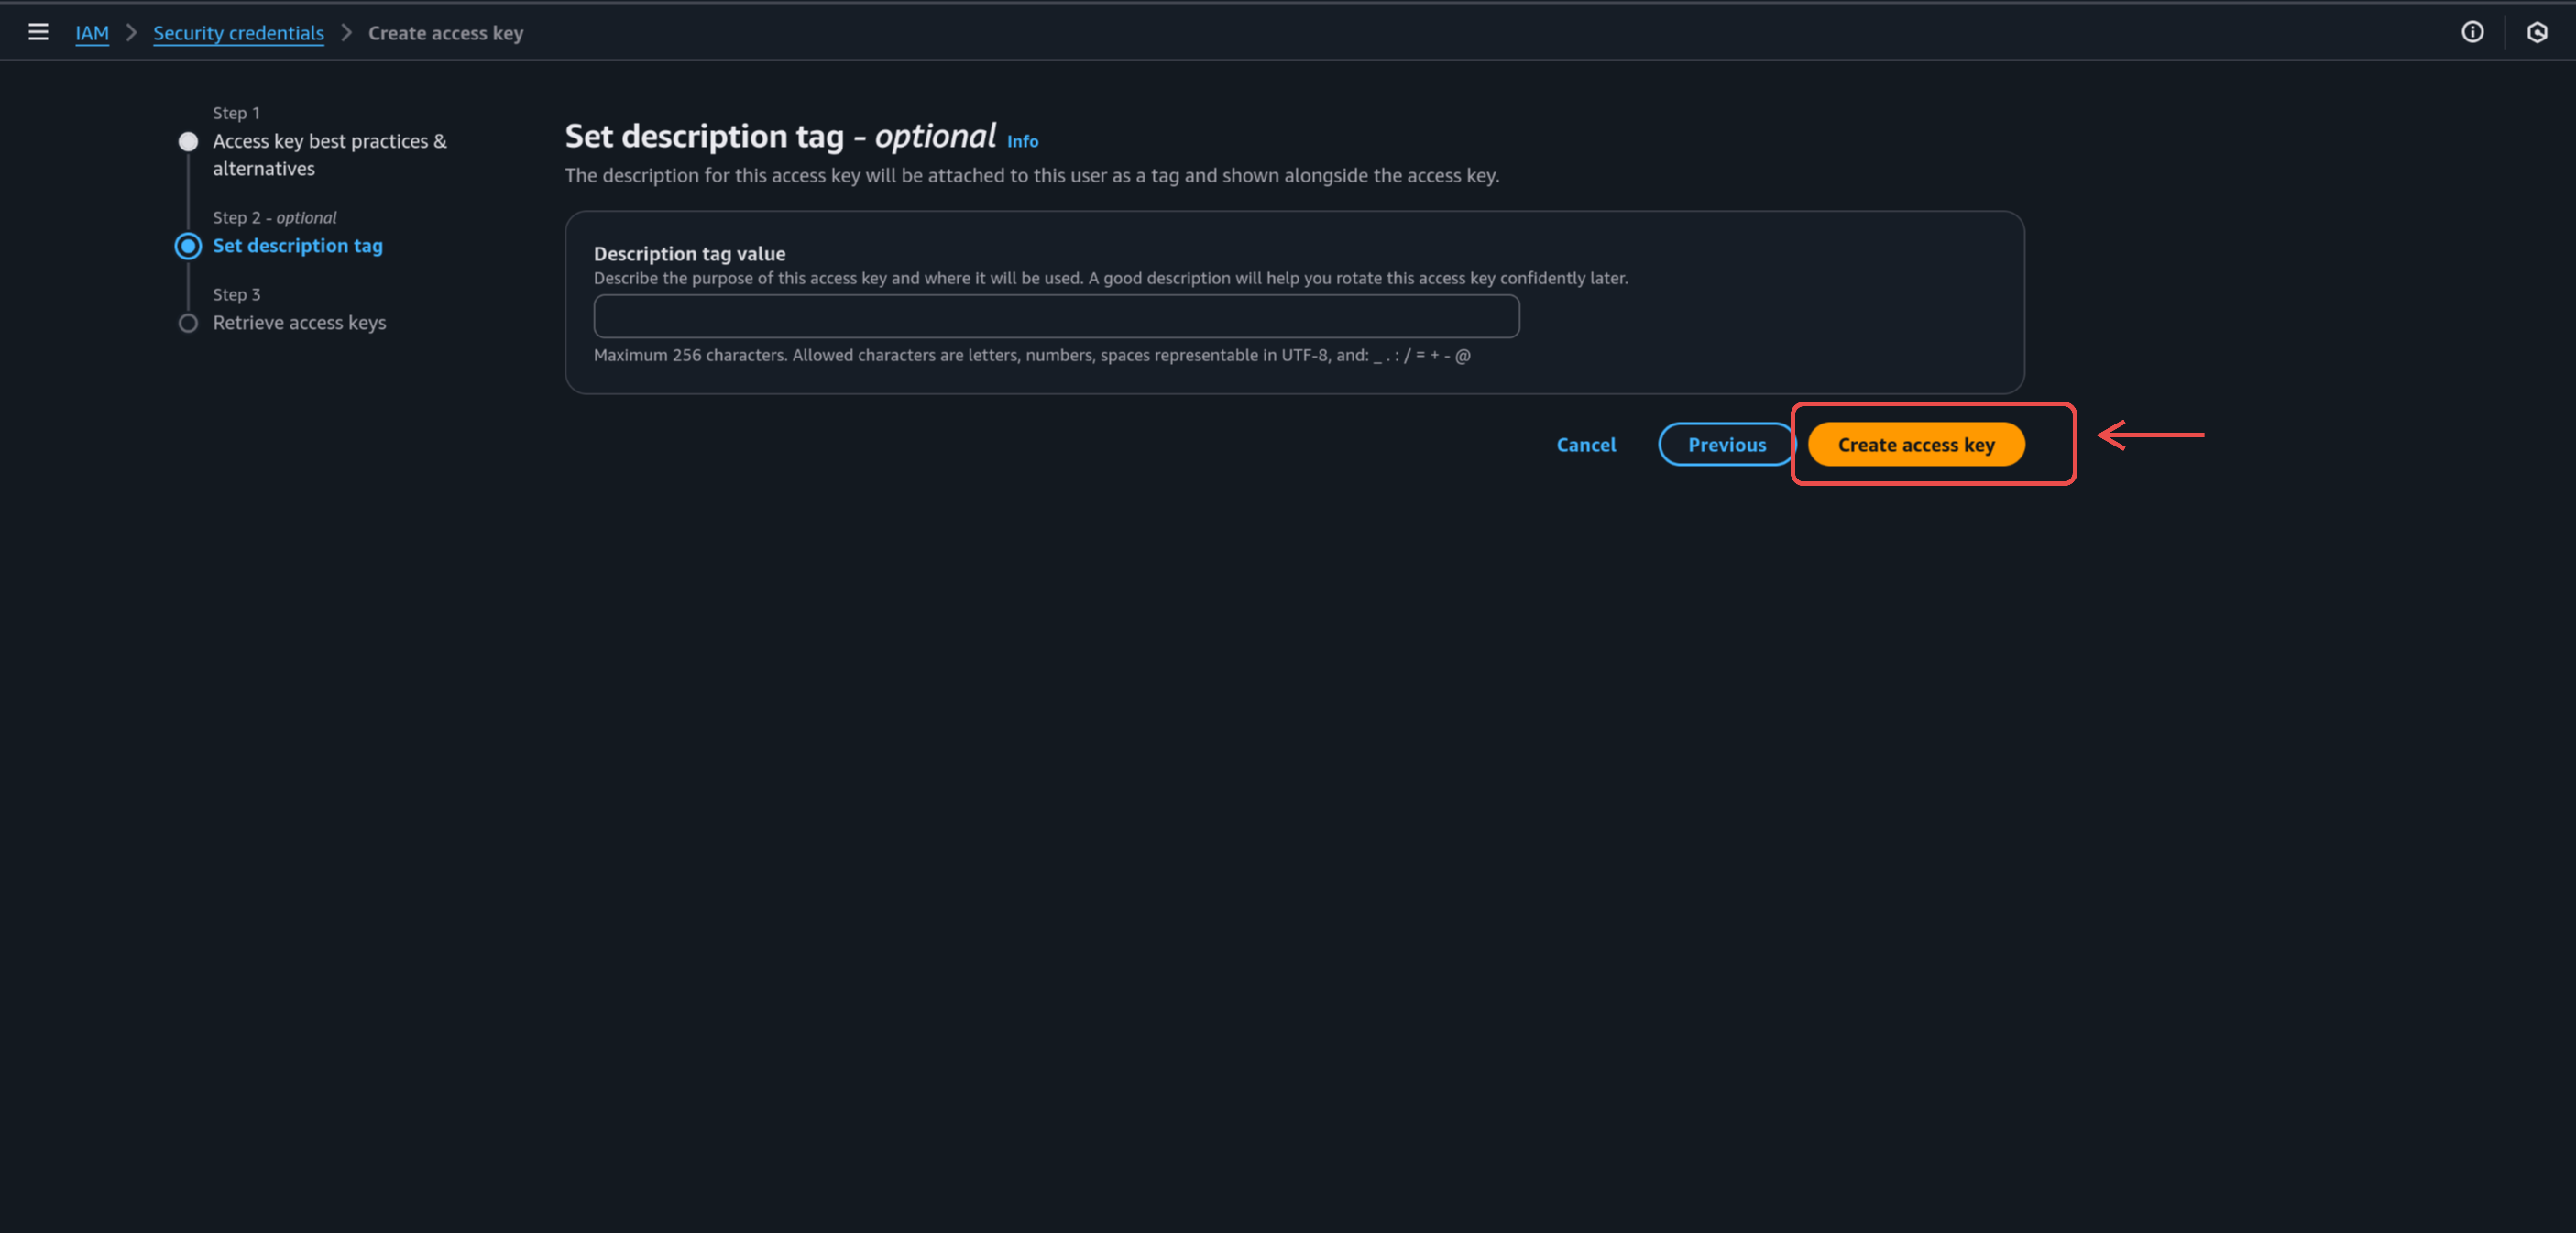 IAM > Security credentials > Create access key
Step 1
Access key best practices &
alternatives
Step 2 - optional
Set description tag
Step 3
Retrieve access keys
Set description tag - optional Info
The description for this access key will be attached to this user as a tag and shown alongside the access key.
Description tag value
Describe the purpose of this access key and where it will be used. A good description will help you rotate this access key confidently later.
Maximum 256 characters. Allowed characters are letters, numbers, spaces representable in UTF-8, and: _ . : / = + - @
Cancel
Previous
Create access key